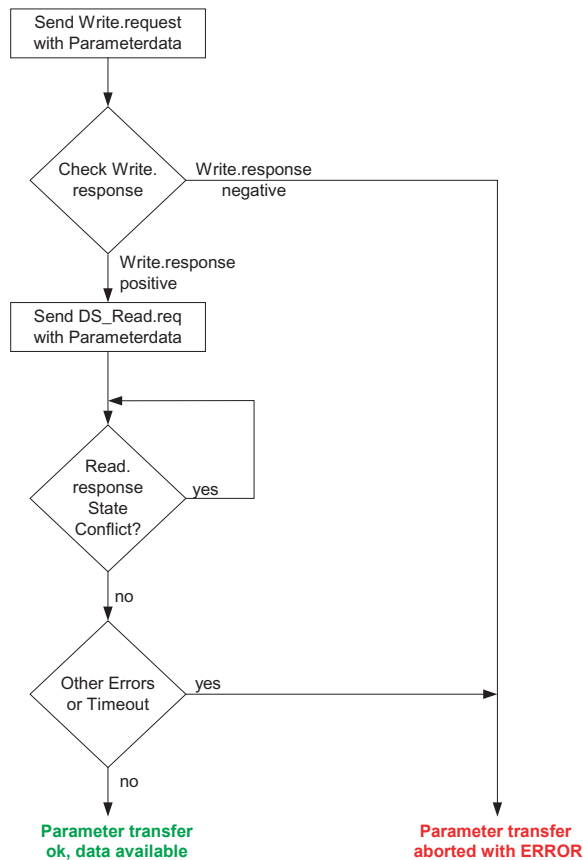 Send Write.request
with Parameterdata
Check Write.
response
Write.response
negative
Write.response
positive
Send DS_Read.req
with Parameterdata
Read.
response
State
Conflict?
yes
no
Other Errors
or Timeout
yes
no
Parameter transfer
ok, data available
Parameter transfer
aborted with ERROR